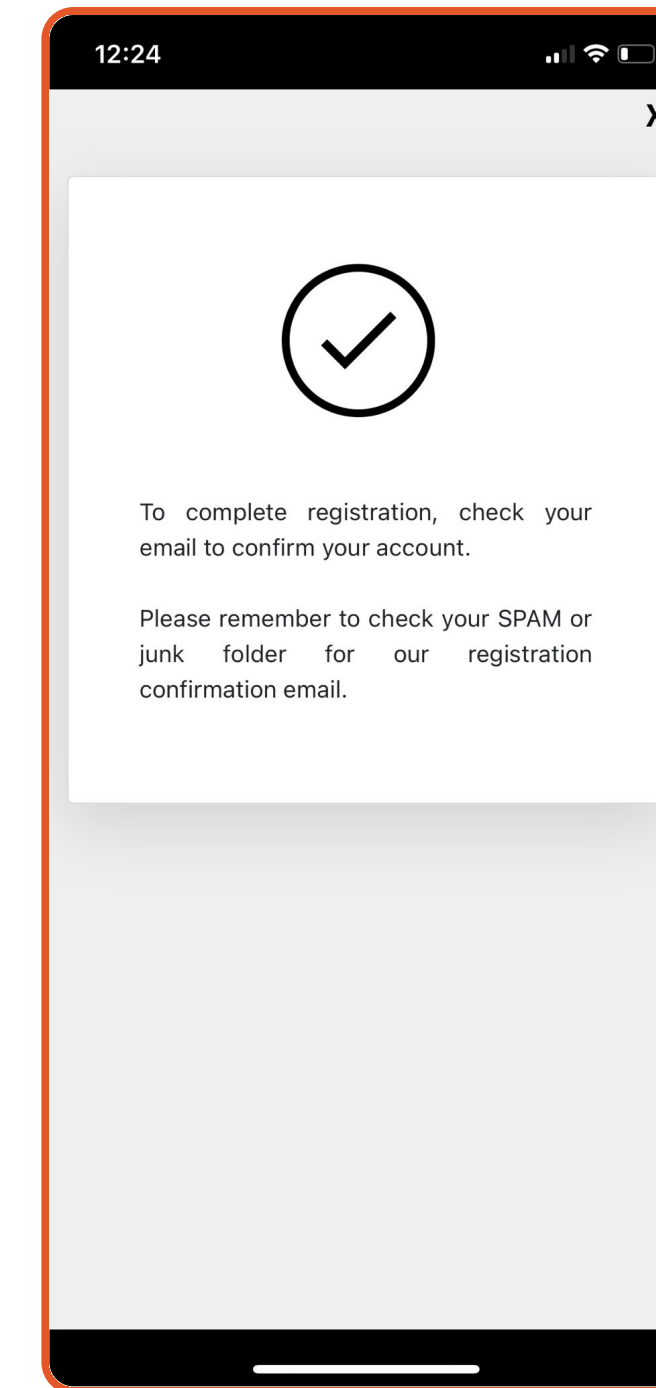 12:24
X
To complete registration, check your
email to confirm your account.
Please remember to check your SPAM or
junk folder for our registration
confirmation email.